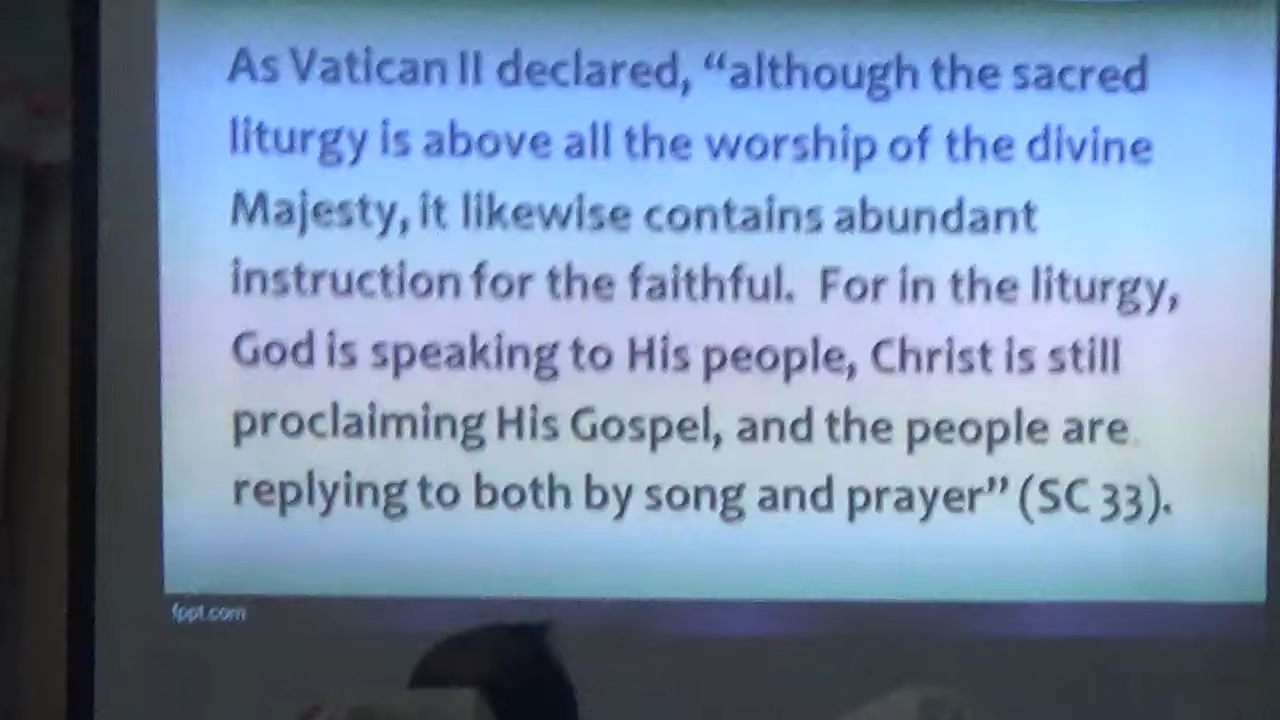 As Vatican II declared, “although the sacred
liturgy is above all the worship of the divine
Majesty, it likewise contains abundant
instruction for the faithful.  For in the liturgy,
God is speaking to His people, Christ is still
proclaiming His Gospel, and the people are
replying to both by song and prayer” (SC 33).
fppt.com